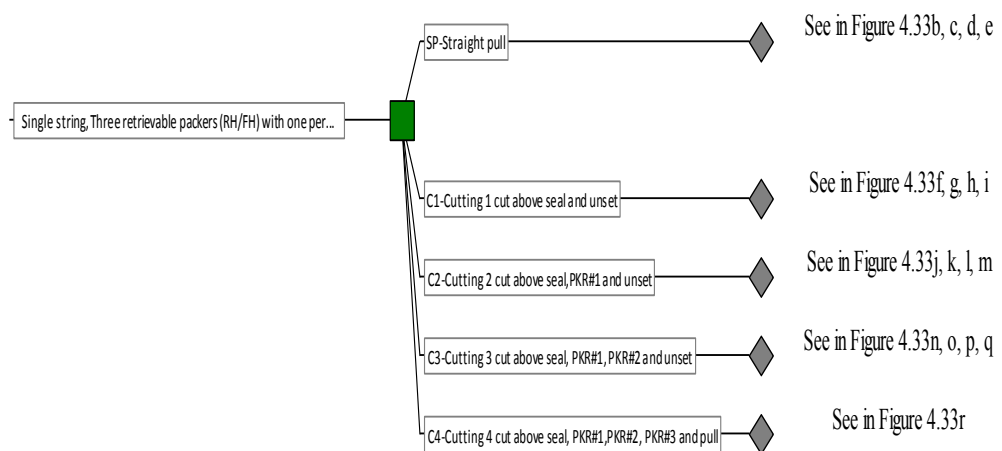 SP-Straight pull
See in Figure 4.33b, c, d, e
Single string, Three retrievable packers (RH/FH) with one per...
C1-Cutting 1 cut above seal and unset
See in Figure 4.33f, g, h, i
C2-Cutting 2 cut above seal,PKR#1 and unset
See in Figure 4.33j, k, l, m
C3-Cutting 3 cut above seal, PKR#1, PKR#2 and unset
See in Figure 4.33n, o, p, q
C4-Cutting 4 cut above seal, PKR#1,PKR#2, PKR#3 and pull
See in Figure 4.33r